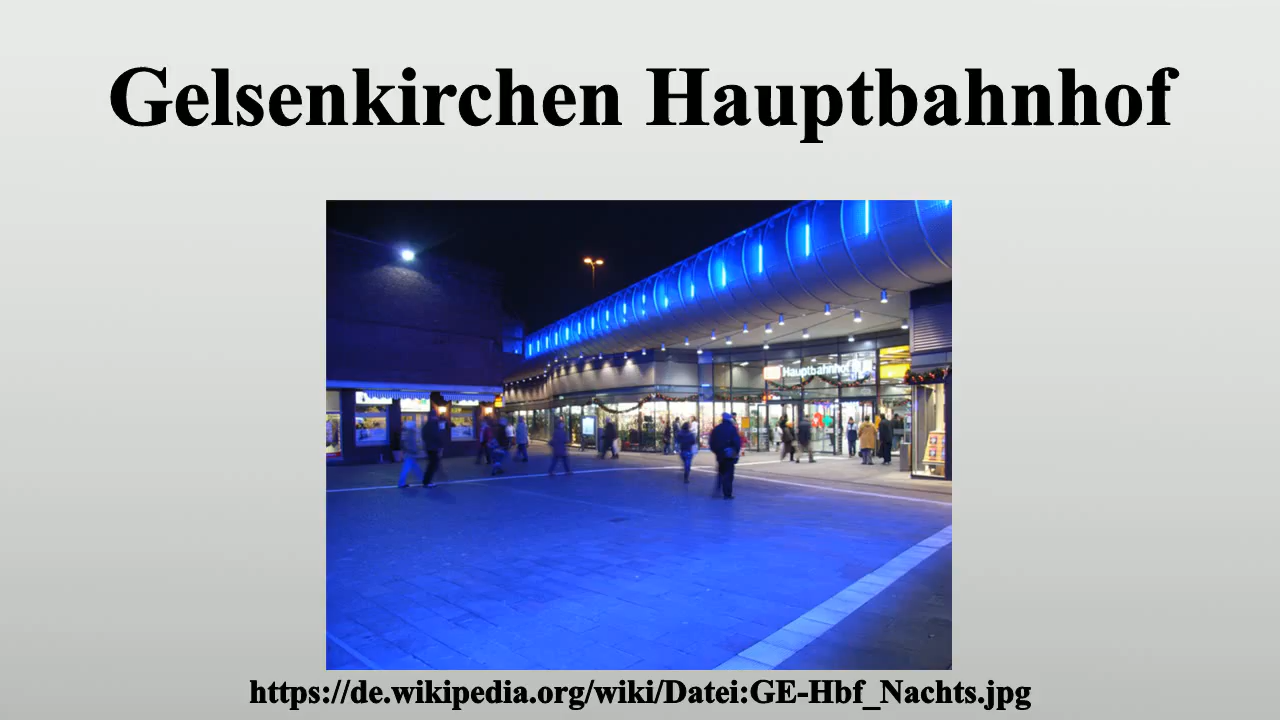 Gelsenkirchen Hauptbahnhof
Hauptbahnhof
https://de.wikipedia.org/wiki/Datei:GE-Hbf_Nachts.jpg